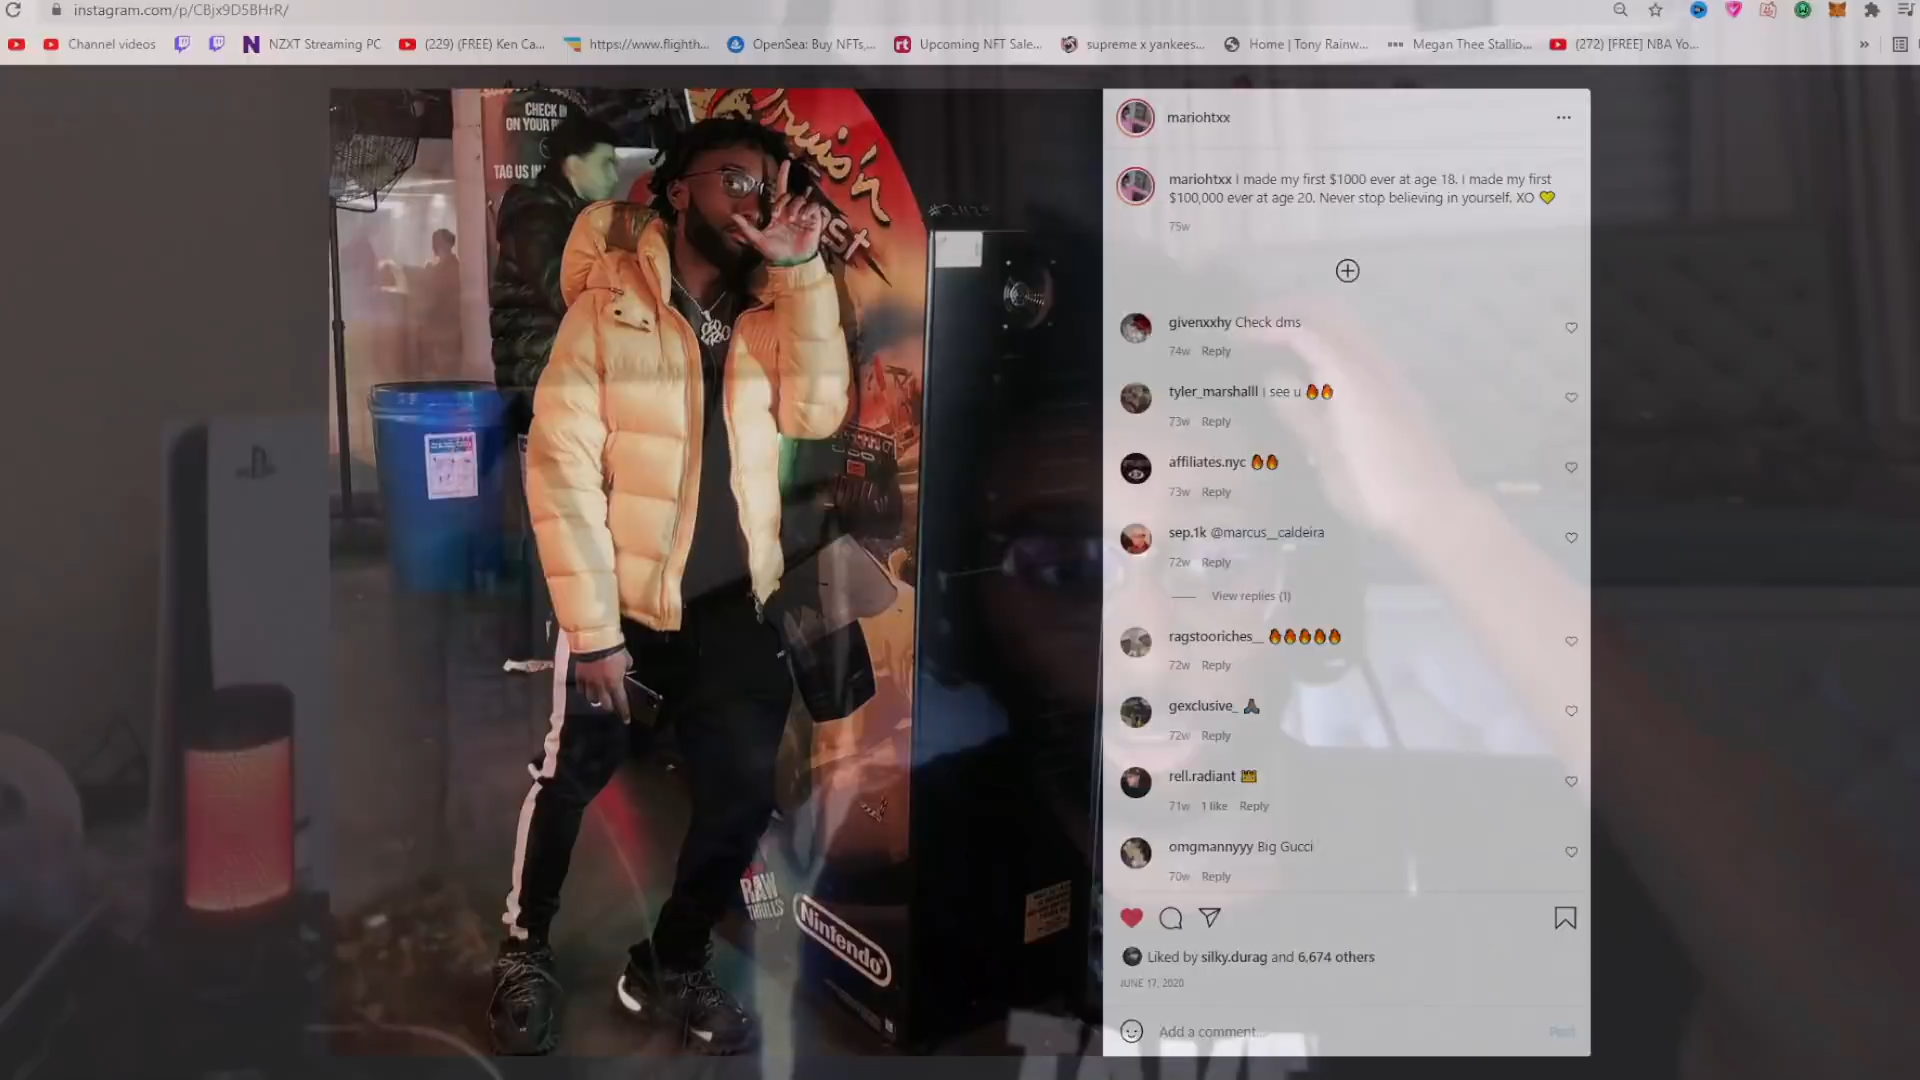 instagram.com/p/CBjx9D5BHrR/
Channel videos
NZXT Streaming PC
(229) (FREE) Ken Ca...
https://www.flighth...
OpenSea: Buy NFTs,...
rt Upcoming NFT Sale...
supreme x yankees...
Home | Tony Rainw...
Megan Thee Stallio...
(272) [FREE] NBA Yo...
CHECK IN
ON YOUR P
TAG US IN
Cruis'n
RAW
THRILLS
Nintendo
mariohtxx
mariohtxx I made my first $1000 ever at age 18. I made my first
$100,000 ever at age 20. Never stop believing in yourself. XO 💛
75w
givenxxhy Check dms
74w Reply
tyler_marshalll I see u 🔥🔥
73w Reply
affiliates.nyc 🔥🔥
73w Reply
sep.1k @marcus__caldeira
72w Reply
View replies (1)
ragstooriches__ 🔥🔥🔥🔥🔥
72w Reply
gexclusive_ 🙏🏿
72w Reply
rell.radiant 👑
71w 1 like Reply
omgmannyyy Big Gucci
70w Reply
Liked by silky.durag and 6,674 others
JUNE 17, 2020
Add a comment...
Post